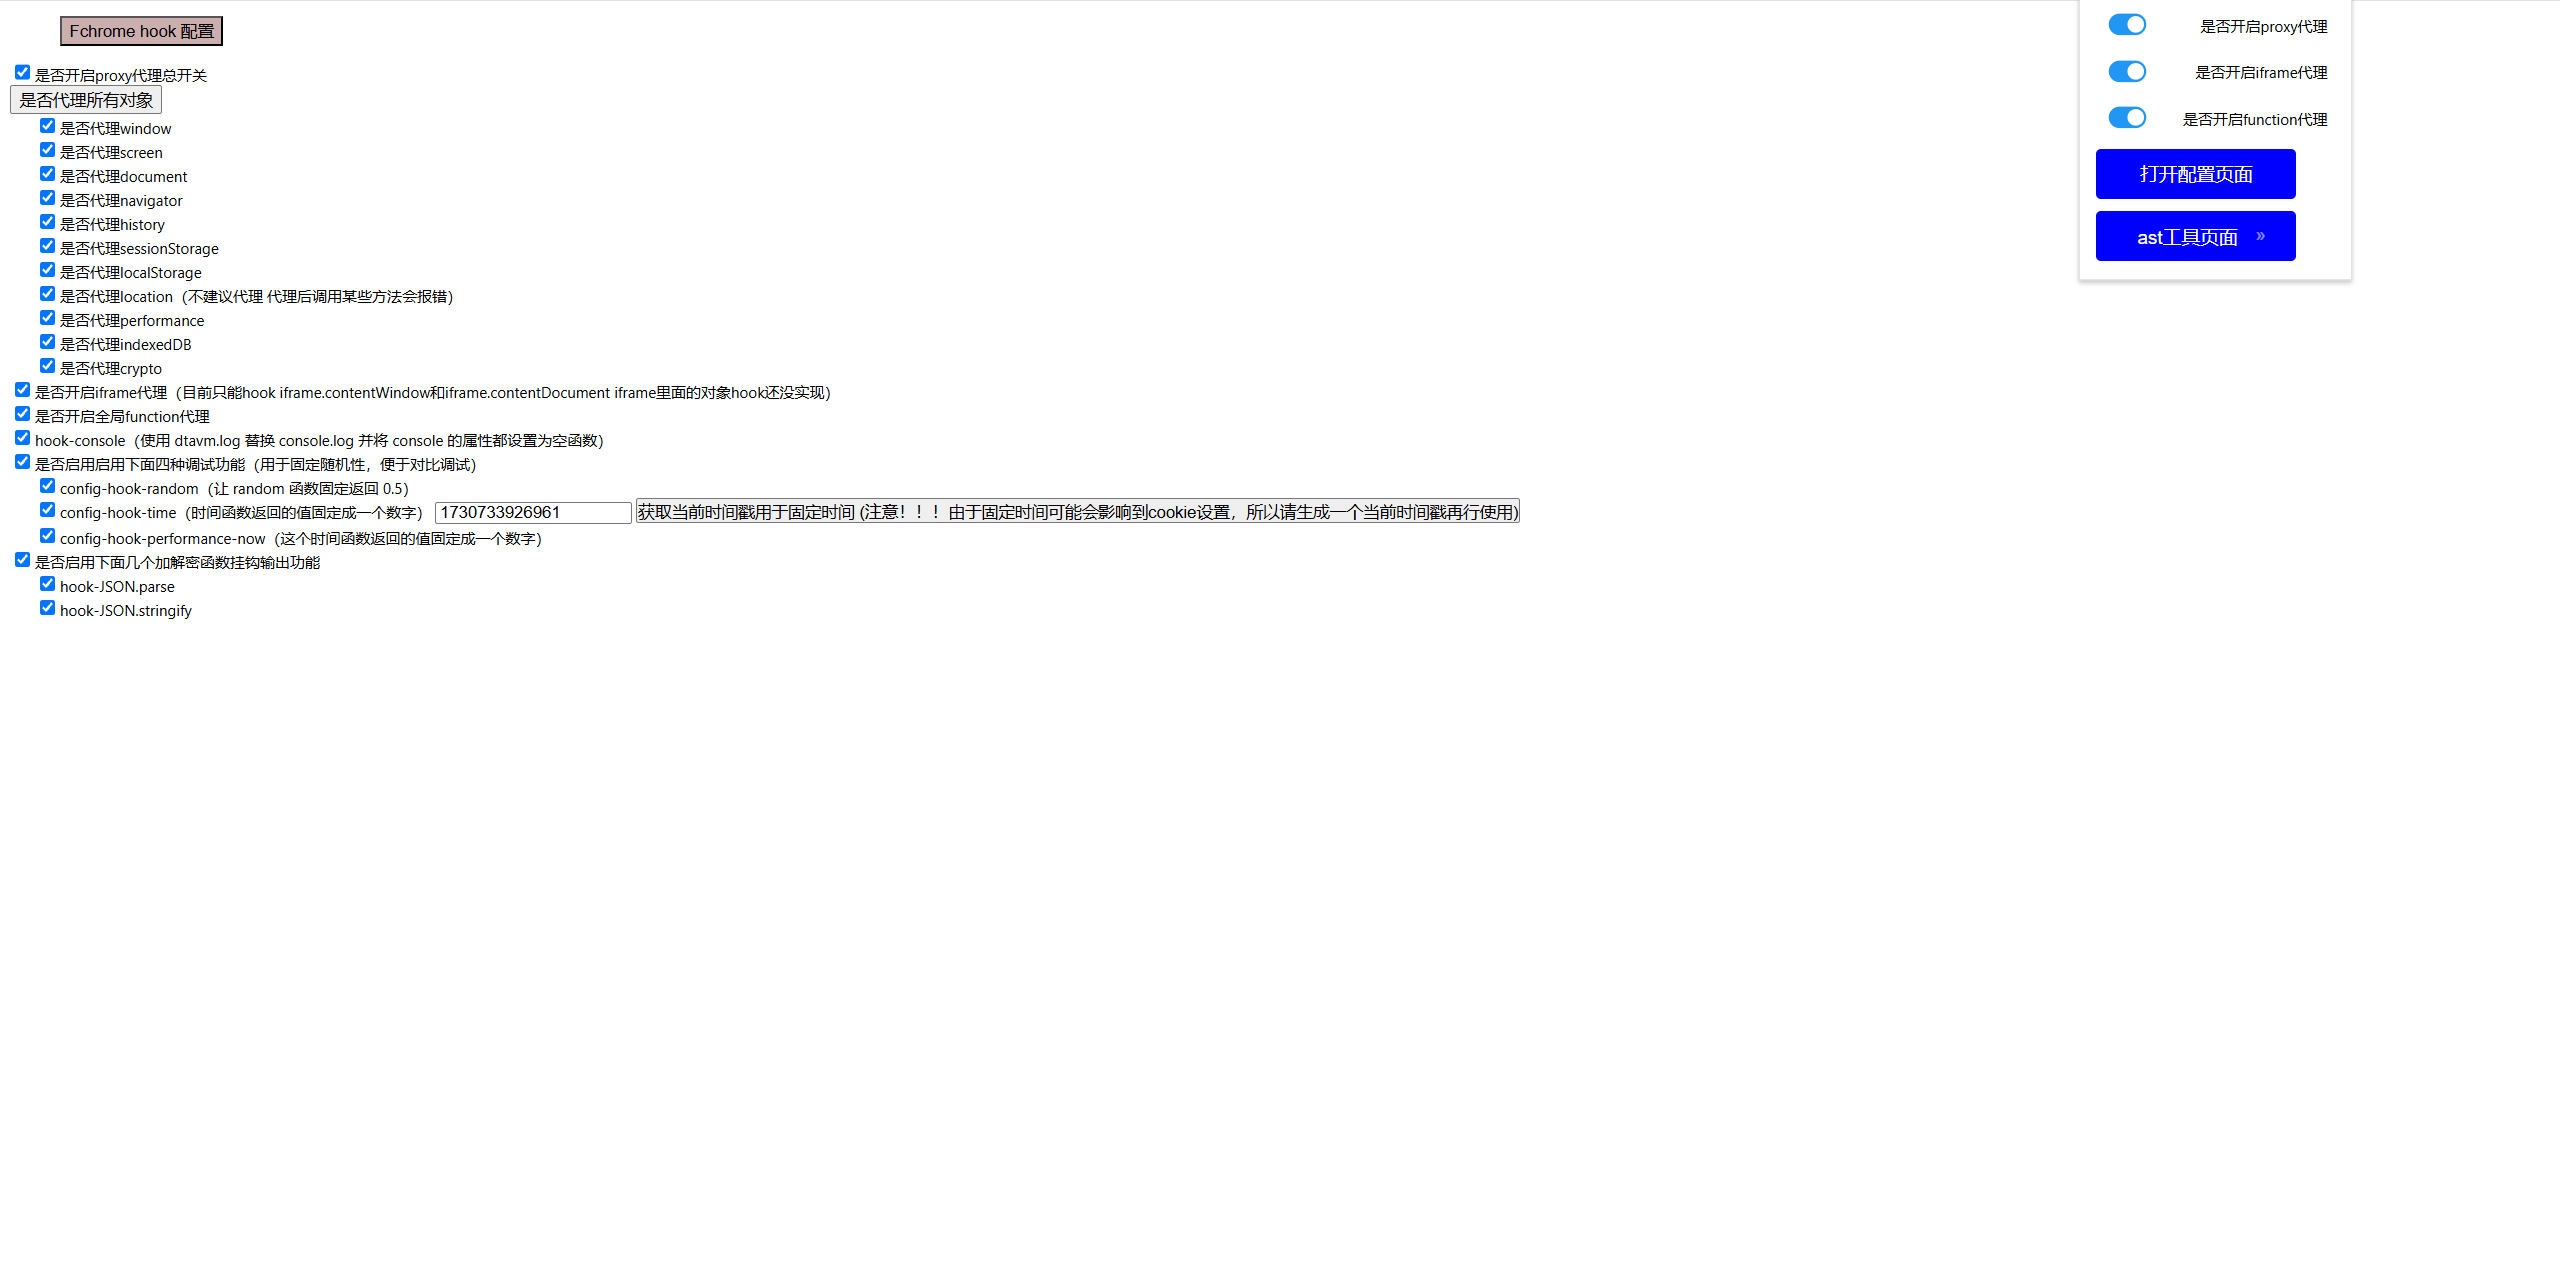 Fchrome hook 配置
是否开启proxy代理总开关
是否代理所有对象
是否代理window
是否代理screen
是否代理document
是否代理navigator
是否代理history
是否代理sessionStorage
是否代理localStorage
是否代理location（不建议代理 代理后调用某些方法会报错）
是否代理performance
是否代理indexedDB
是否代理crypto
是否开启iframe代理（目前只能hook iframe.contentWindow和iframe.contentDocument iframe里面的对象hook还没实现）
是否开启全局function代理
hook-console（使用 dtavm.log 替换 console.log 并将 console 的属性都设置为空函数）
是否启用启用下面四种调试功能（用于固定随机性，便于对比调试）
config-hook-random（让 random 函数固定返回 0.5）
config-hook-time（时间函数返回的值固定成一个数字） 1730733926961 获取当前时间戳用于固定时间 (注意！！！由于固定时间可能会影响到cookie设置，所以请生成一个当前时间戳再行使用)
config-hook-performance-now（这个时间函数返回的值固定成一个数字）
是否启用下面几个加解密函数挂钩输出功能
hook-JSON.parse
hook-JSON.stringify
是否开启proxy代理
是否开启iframe代理
是否开启function代理
打开配置页面
ast工具页面 »